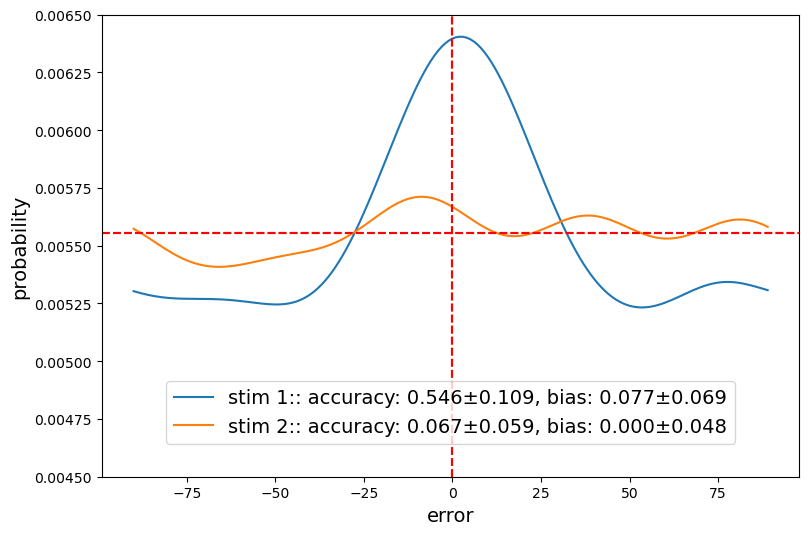 0.00650
0.00625
0.00600
0.00575
0.00550
0.00525
0.00500
0.00475
0.00450
probability
stim 1:: accuracy: 0.546±0.109, bias: 0.077±0.069
stim 2:: accuracy: 0.067±0.059, bias: 0.000±0.048
−75 −50 −25 0 25 50 75
error